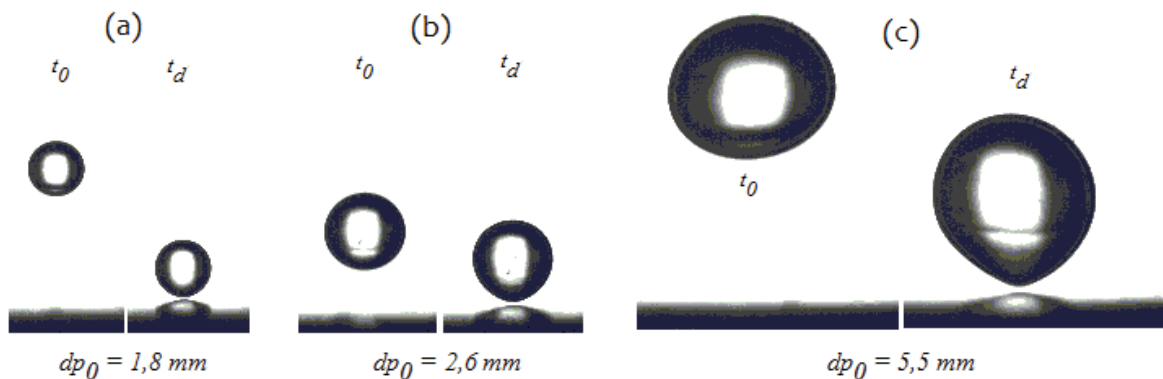 (a)
t0
td
dp0 = 1,8 mm
(b)
t0
td
dp0 = 2,6 mm
(c)
t0
td
dp0 = 5,5 mm